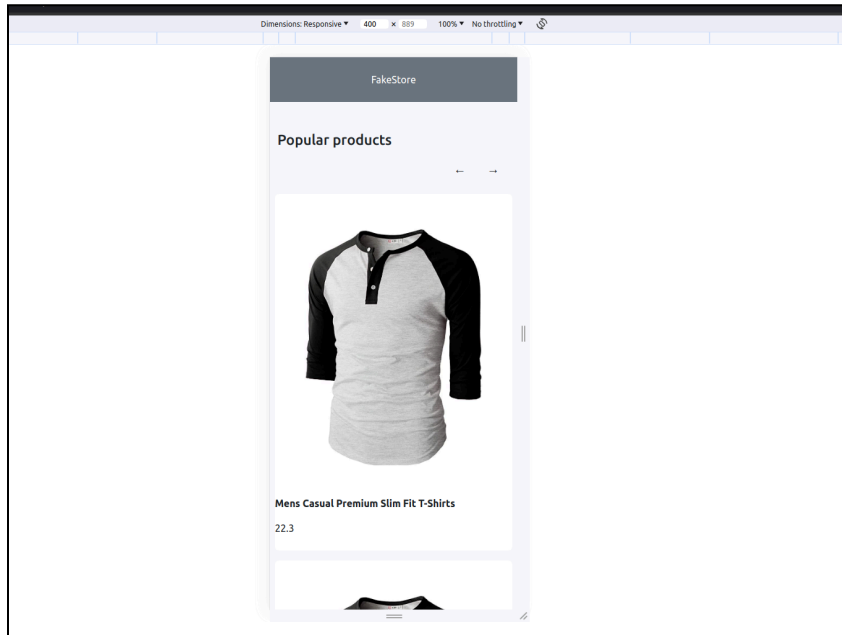 Dimensions: Responsive ▼ 400 × 889 100% ▼ No throttling ▼
FakeStore
Popular products
← →
Mens Casual Premium Slim Fit T-Shirts
22.3